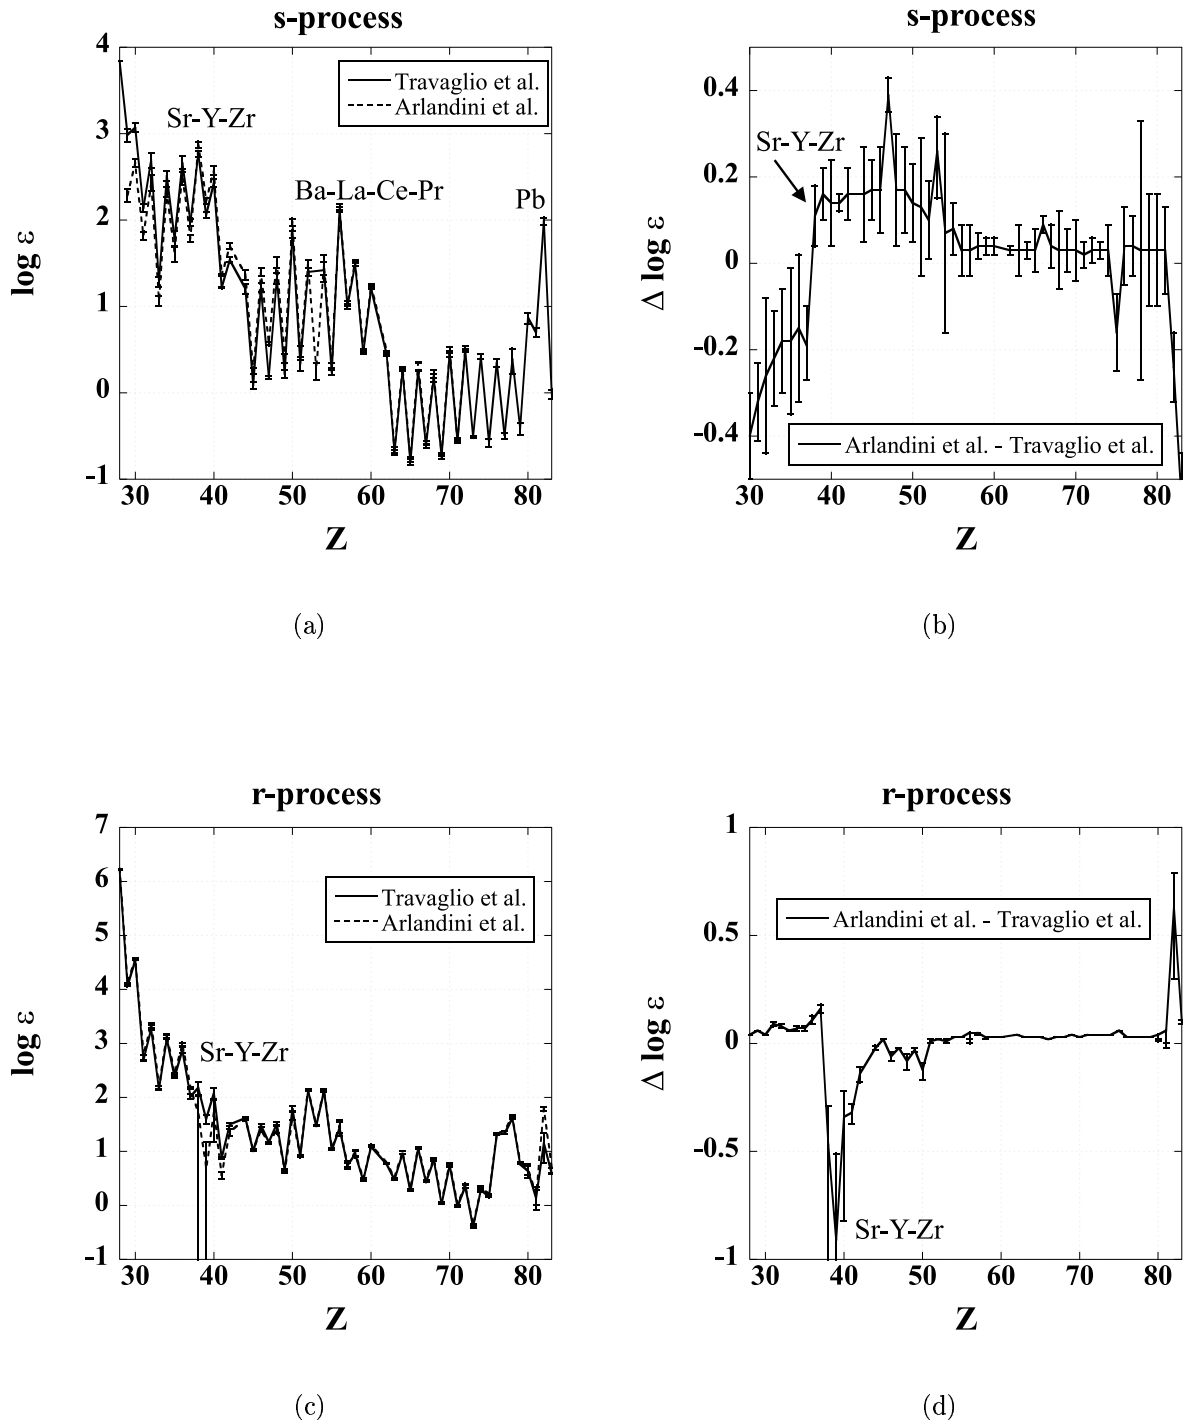 s-process
4
3
2
1
0
-1
log ε
Travaglio et al.
Arlandini et al.
Sr-Y-Zr
Ba-La-Ce-Pr
Pb
30 40 50 60 70 80
Z
(a)
s-process
0.4
0.2
0
-0.2
-0.4
Δ log ε
Sr-Y-Zr
Arlandini et al. - Travaglio et al.
30 40 50 60 70 80
Z
(b)
r-process
7
6
5
4
3
2
1
0
-1
log ε
Travaglio et al.
Arlandini et al.
Sr-Y-Zr
30 40 50 60 70 80
Z
(c)
r-process
1
0.5
0
-0.5
-1
Δ log ε
Arlandini et al. - Travaglio et al.
Sr-Y-Zr
30 40 50 60 70 80
Z
(d)